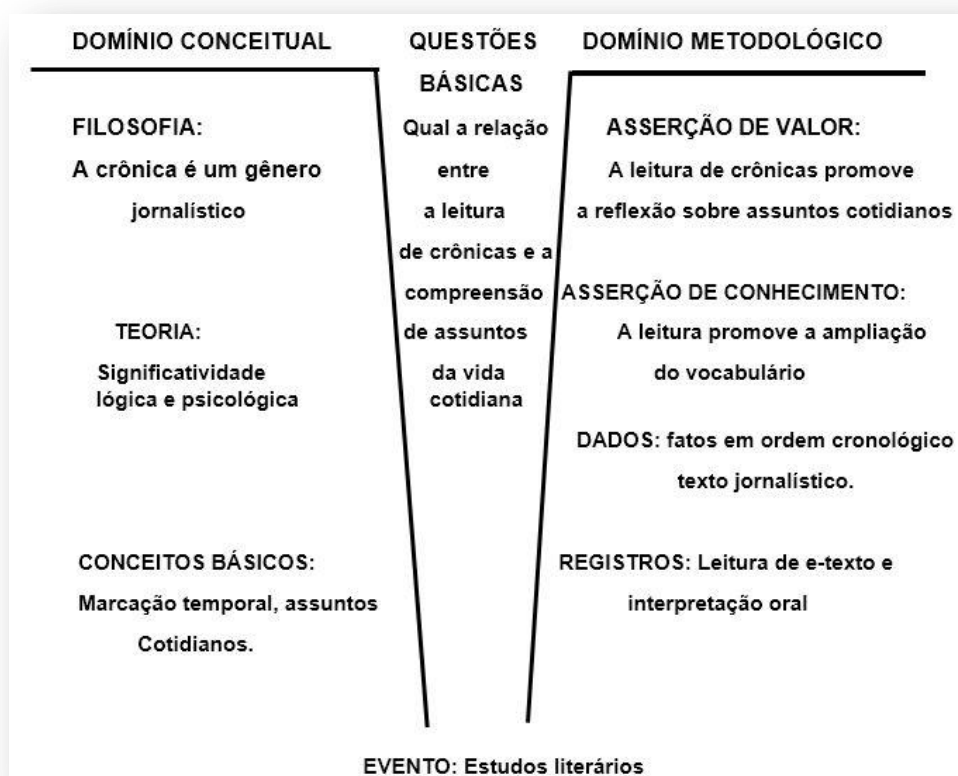 DOMÍNIO CONCEITUAL
FILOSOFIA:
A crônica é um gênero
jornalístico
TEORIA:
Significatividade
lógica e psicológica
CONCEITOS BÁSICOS:
Marcação temporal, assuntos
Cotidianos.
QUESTÕES
BÁSICAS
Qual a relação
entre
a leitura
de crônicas e a
compreensão
de assuntos
da vida
cotidiana
DOMÍNIO METODOLÓGICO
ASSERÇÃO DE VALOR:
A leitura de crônicas promove
a reflexão sobre assuntos cotidianos
ASSERÇÃO DE CONHECIMENTO:
A leitura promove a ampliação
do vocabulário
DADOS: fatos em ordem cronológico
texto jornalístico.
REGISTROS: Leitura de e-texto e
interpretação oral
EVENTO: Estudos literários